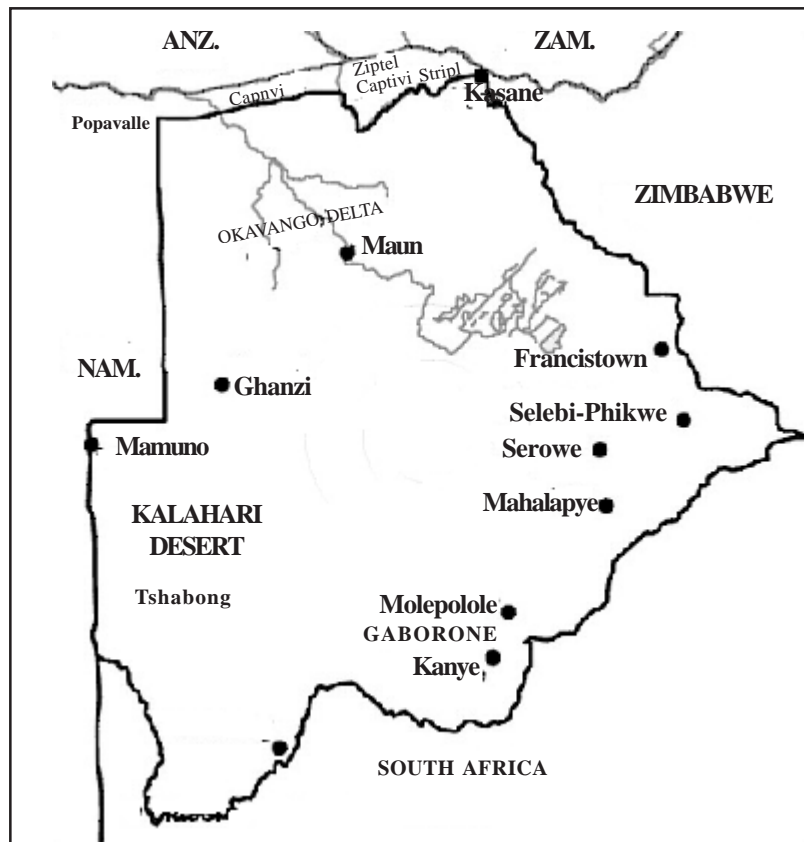 ANZ.
ZAM.
Ziptel
Captivi Stripl
Capnvi
Kasane
Popavalle
ZIMBABWE
OKAVANGO DELTA
Maun
Francistown
NAM.
Ghanzi
Selebi-Phikwe
Mamuno
Serowe
KALAHARI
DESERT
Mahalapye
Tshabong
Molepolole
GABORONE
Kanye
SOUTH AFRICA